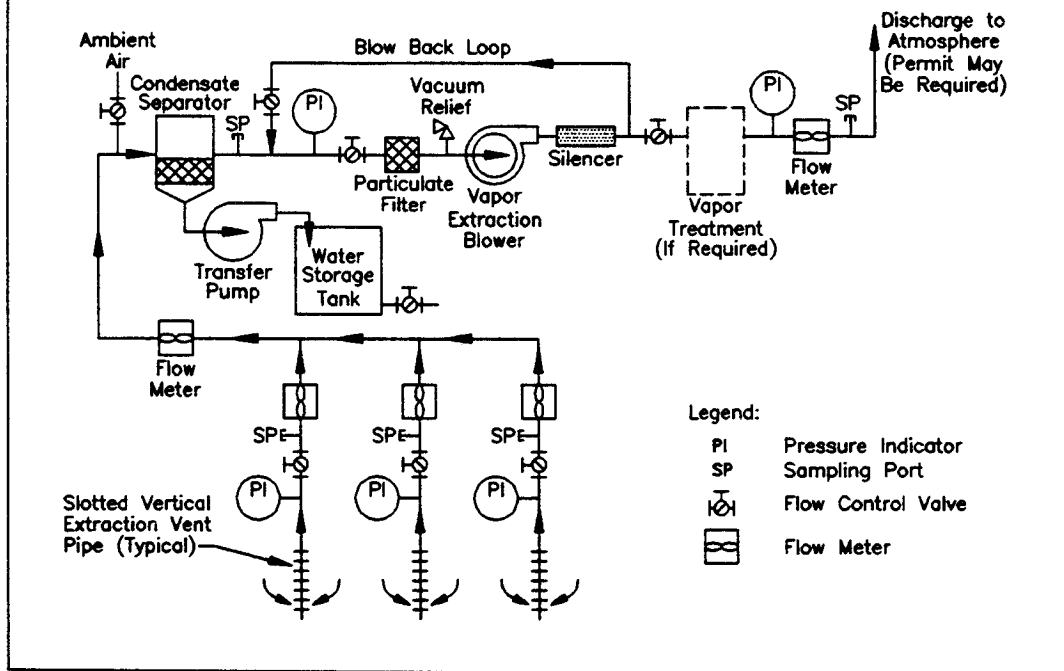 Ambient
Air
Condensate
Separator
SP
Blow Back Loop
PI
Vacuum
Relief
Particulate
Filter
Vapor
Extraction
Blower
Silencer
Vapor
Treatment
(If Required)
PI
SP
Flow
Meter
Discharge to
Atmosphere
(Permit May
Be Required)
Transfer
Pump
Water
Storage
Tank
Flow
Meter
SP
SP
SP
PI
PI
PI
Slotted Vertical
Extraction Vent
Pipe (Typical)
Legend:
PI Pressure Indicator
SP Sampling Port
Flow Control Valve
Flow Meter